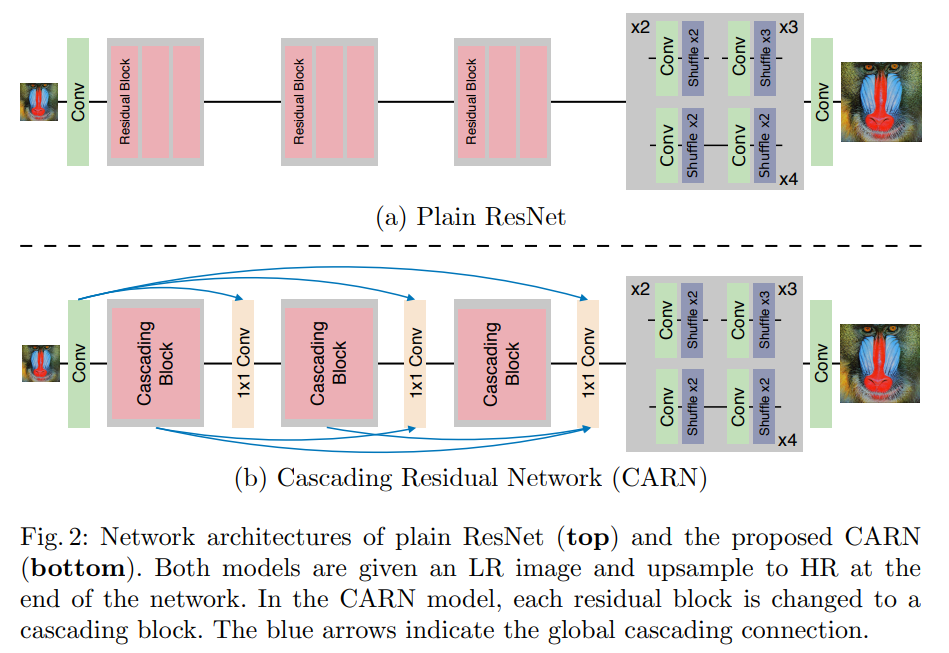 Conv
Residual Block
Residual Block
Residual Block
x2
Conv
Shuffle x2
Conv
Shuffle x3
x3
Conv
Shuffle x2
Conv
Shuffle x2
x4
Conv
(a) Plain ResNet
Conv
Cascading
Block
1x1 Conv
Cascading
Block
1x1 Conv
Cascading
Block
1x1 Conv
x2
Conv
Shuffle x2
Conv
Shuffle x3
x3
Conv
Shuffle x2
Conv
Shuffle x2
x4
Conv
(b) Cascading Residual Network (CARN)
Fig. 2: Network architectures of plain ResNet (top) and the proposed CARN
(bottom). Both models are given an LR image and upsample to HR at the
end of the network. In the CARN model, each residual block is changed to a
cascading block. The blue arrows indicate the global cascading connection.